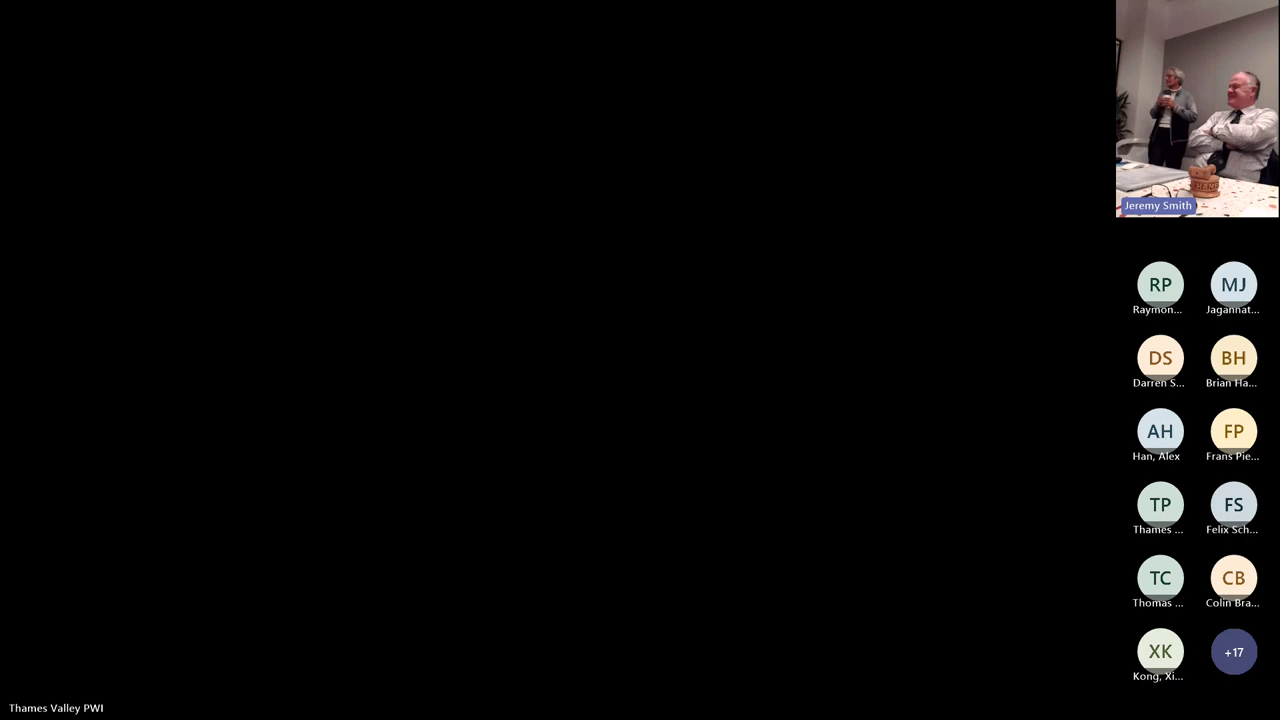 Jeremy Smith
RP
MJ
Raymon...
Jagannat...
DS
BH
Darren S...
Brian Ha...
AH
FP
Han, Alex
Frans Pie...
TP
FS
Thames ...
Felix Sch...
TC
CB
Thomas ...
Colin Bra...
XK
+17
Kong, Xi...
Thames Valley PWI